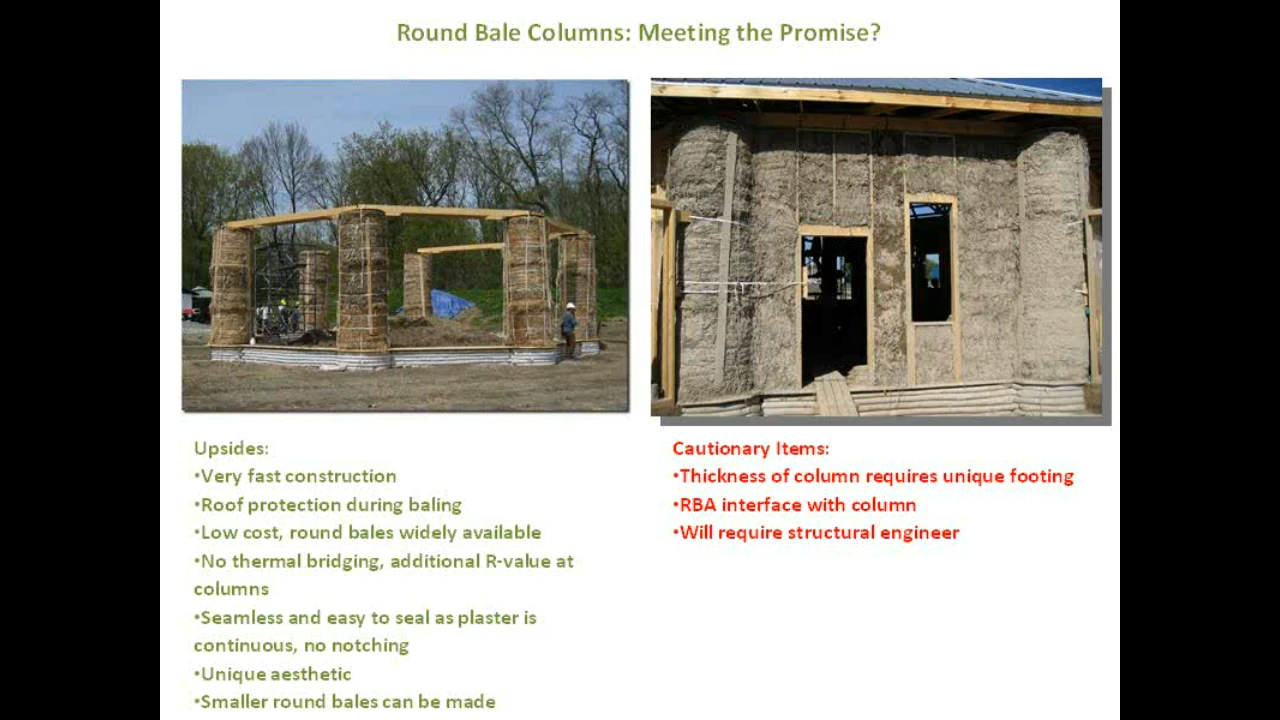 Round Bale Columns: Meeting the Promise?
Upsides:
•Very fast construction
•Roof protection during baling
•Low cost, round bales widely available
•No thermal bridging, additional R-value at
columns
•Seamless and easy to seal as plaster is
continuous, no notching
•Unique aesthetic
•Smaller round bales can be made
Cautionary Items:
•Thickness of column requires unique footing
•RBA interface with column
•Will require structural engineer